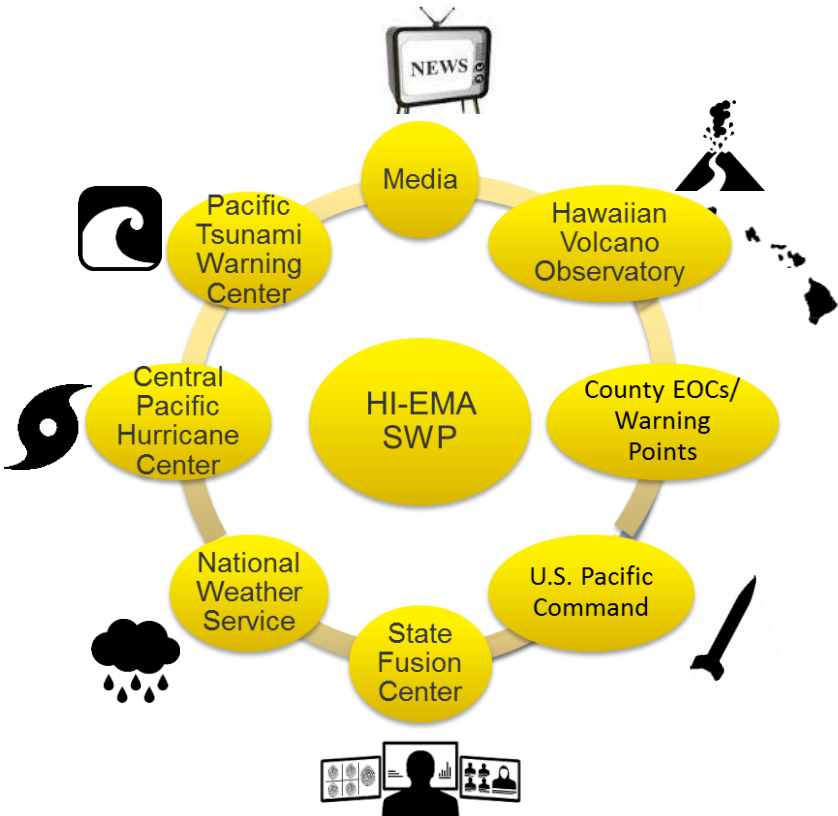 NEWS
Media
Hawaiian
Volcano
Observatory
County EOCs/
Warning
Points
U.S. Pacific
Command
State
Fusion
Center
National
Weather
Service
Central
Pacific
Hurricane
Center
Pacific
Tsunami
Warning
Center
HI-EMA
SWP